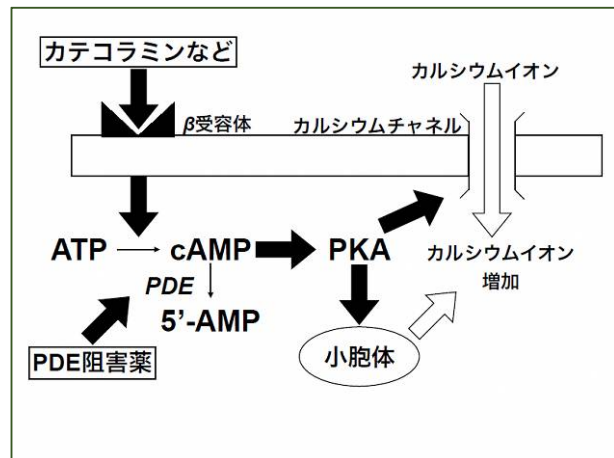 カテコラミンなど
カルシウムイオン
β受容体
カルシウムチャネル
ATP
cAMP
PKA
カルシウムイオン
増加
PDE
5’-AMP
PDE阻害薬
小胞体